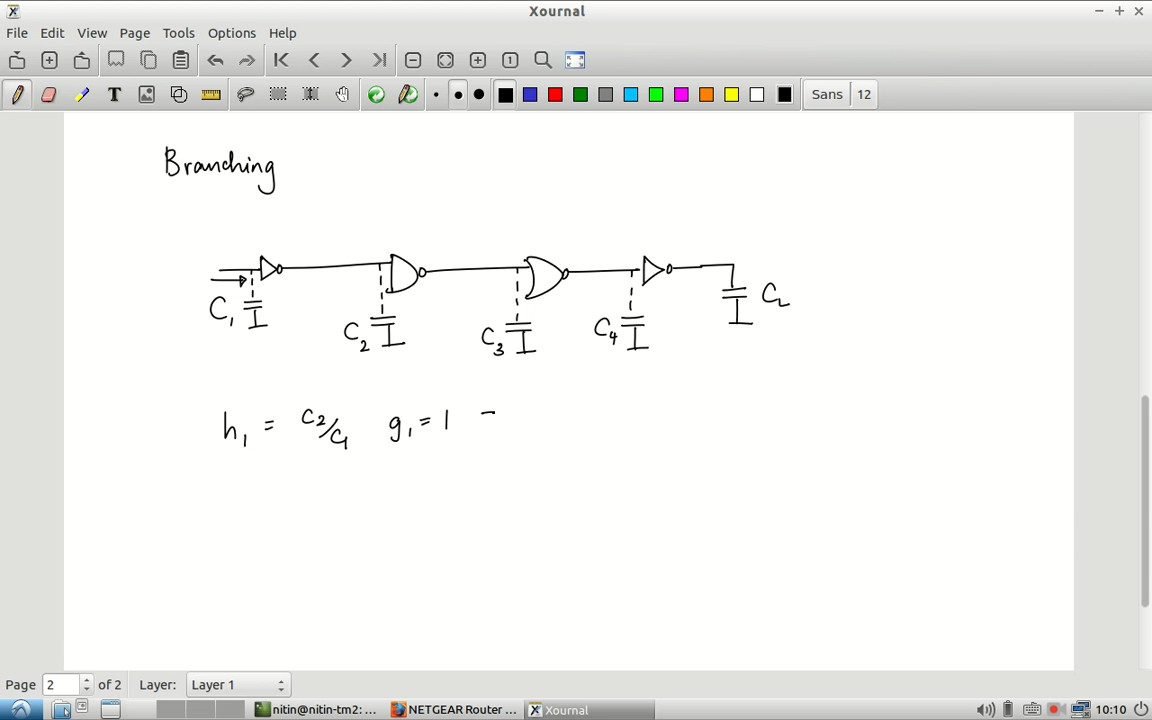 Xournal
File Edit View Page Tools Options Help
T Sans 12
Branching
C1 C2 C3 C4 CL
h1 = C2/C1 g1 = 1 -
Page 2 of 2 Layer: Layer 1
nitin@nitin-tm2: ... NETGEAR Router ... Xournal 10:10